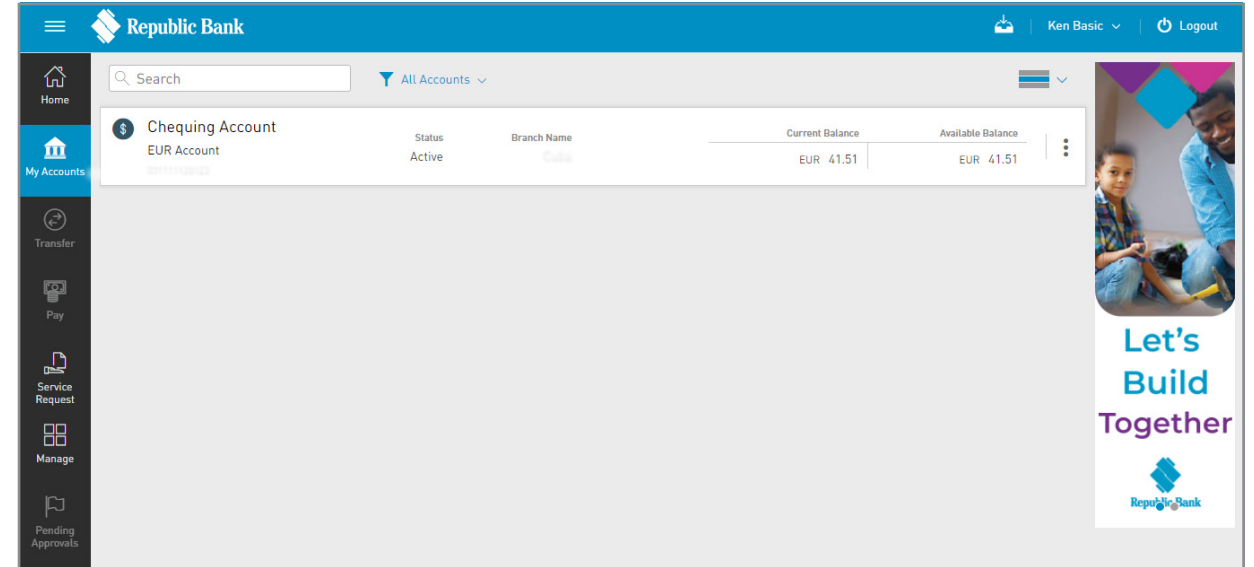 Republic Bank
Ken Basic
Logout
Home
My Accounts
Transfer
Pay
Service
Request
Manage
Pending
Approvals
Search
All Accounts
Chequing Account
EUR Account
Status
Active
Branch Name
Current Balance
EUR 41.51
Available Balance
EUR 41.51
Let's
Build
Together
Republic Bank